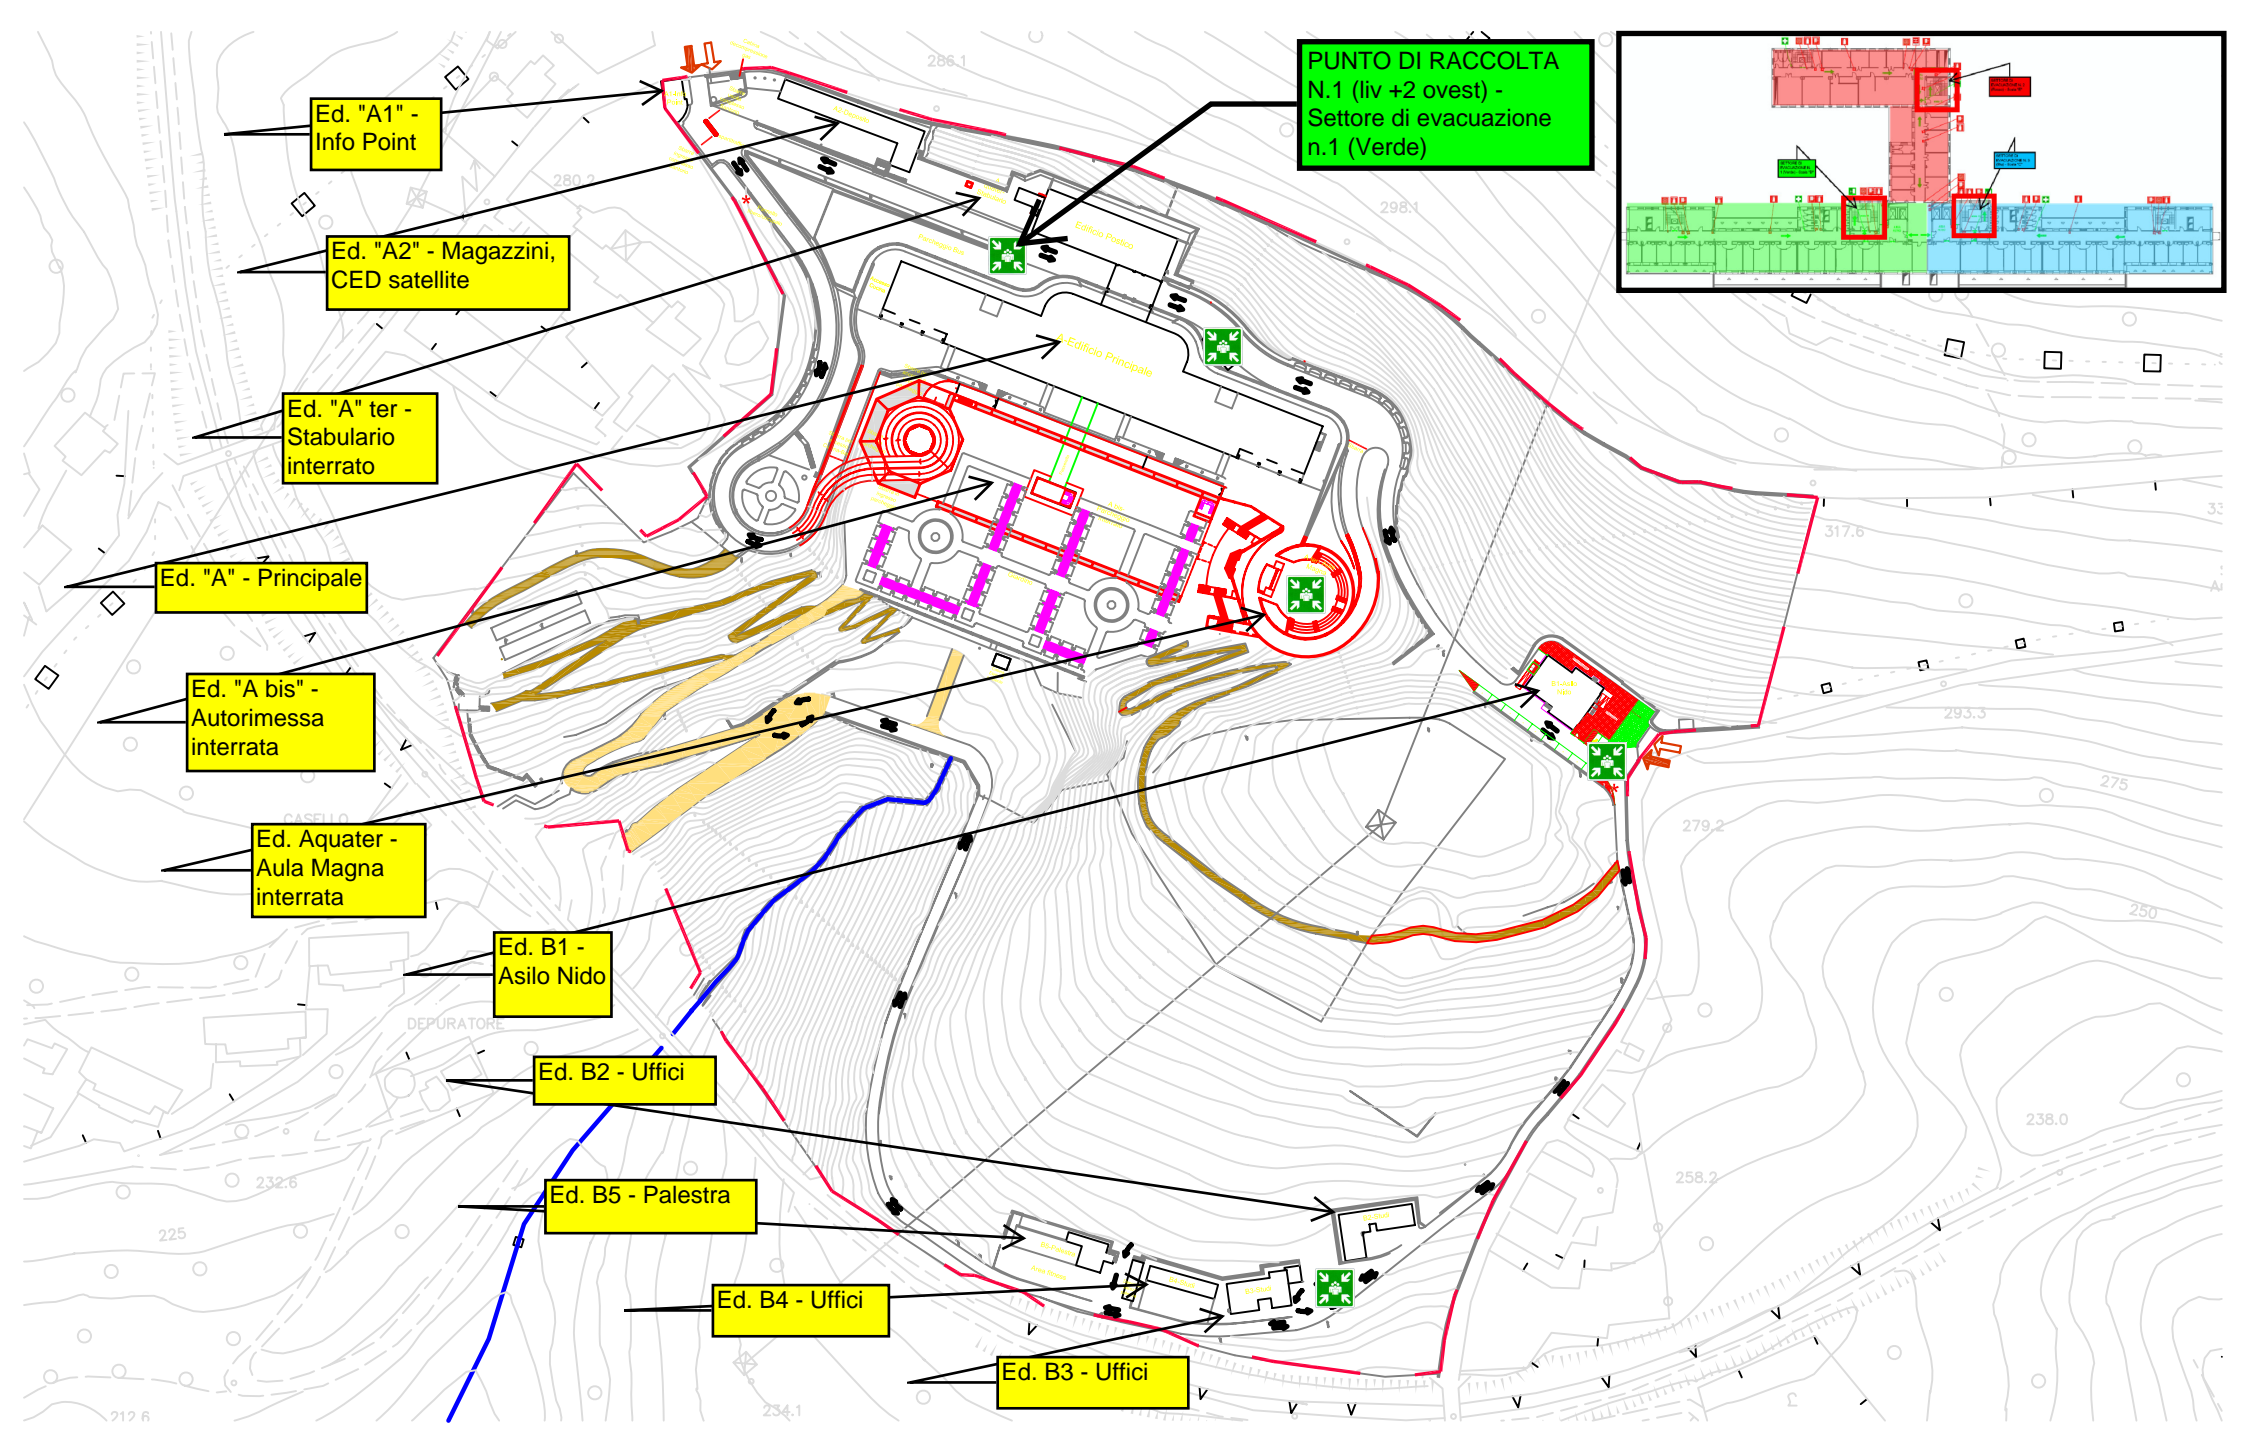 PUNTO DI RACCOLTA
N.1 (liv +2 ovest) -
Settore di evacuazione
n.1 (Verde)
Ed. "A1" -
Info Point
Ed. "A2" - Magazzini,
CED satellite
Ed. "A" ter -
Stabulario
interrato
Ed. "A" - Principale
Ed. "A bis" -
Autorimessa
interrata
Ed. Aquater -
Aula Magna
interrata
Ed. B1 -
Asilo Nido
Ed. B2 - Uffici
Ed. B5 - Palestra
Ed. B4 - Uffici
Ed. B3 - Uffici
A-Edificio Principale
286.1
280.2
298.1
317.6
293.3
275
279.2
250
238.0
258.2
CASELLO
DEPURATORE
232.6
225
212.6
234.1